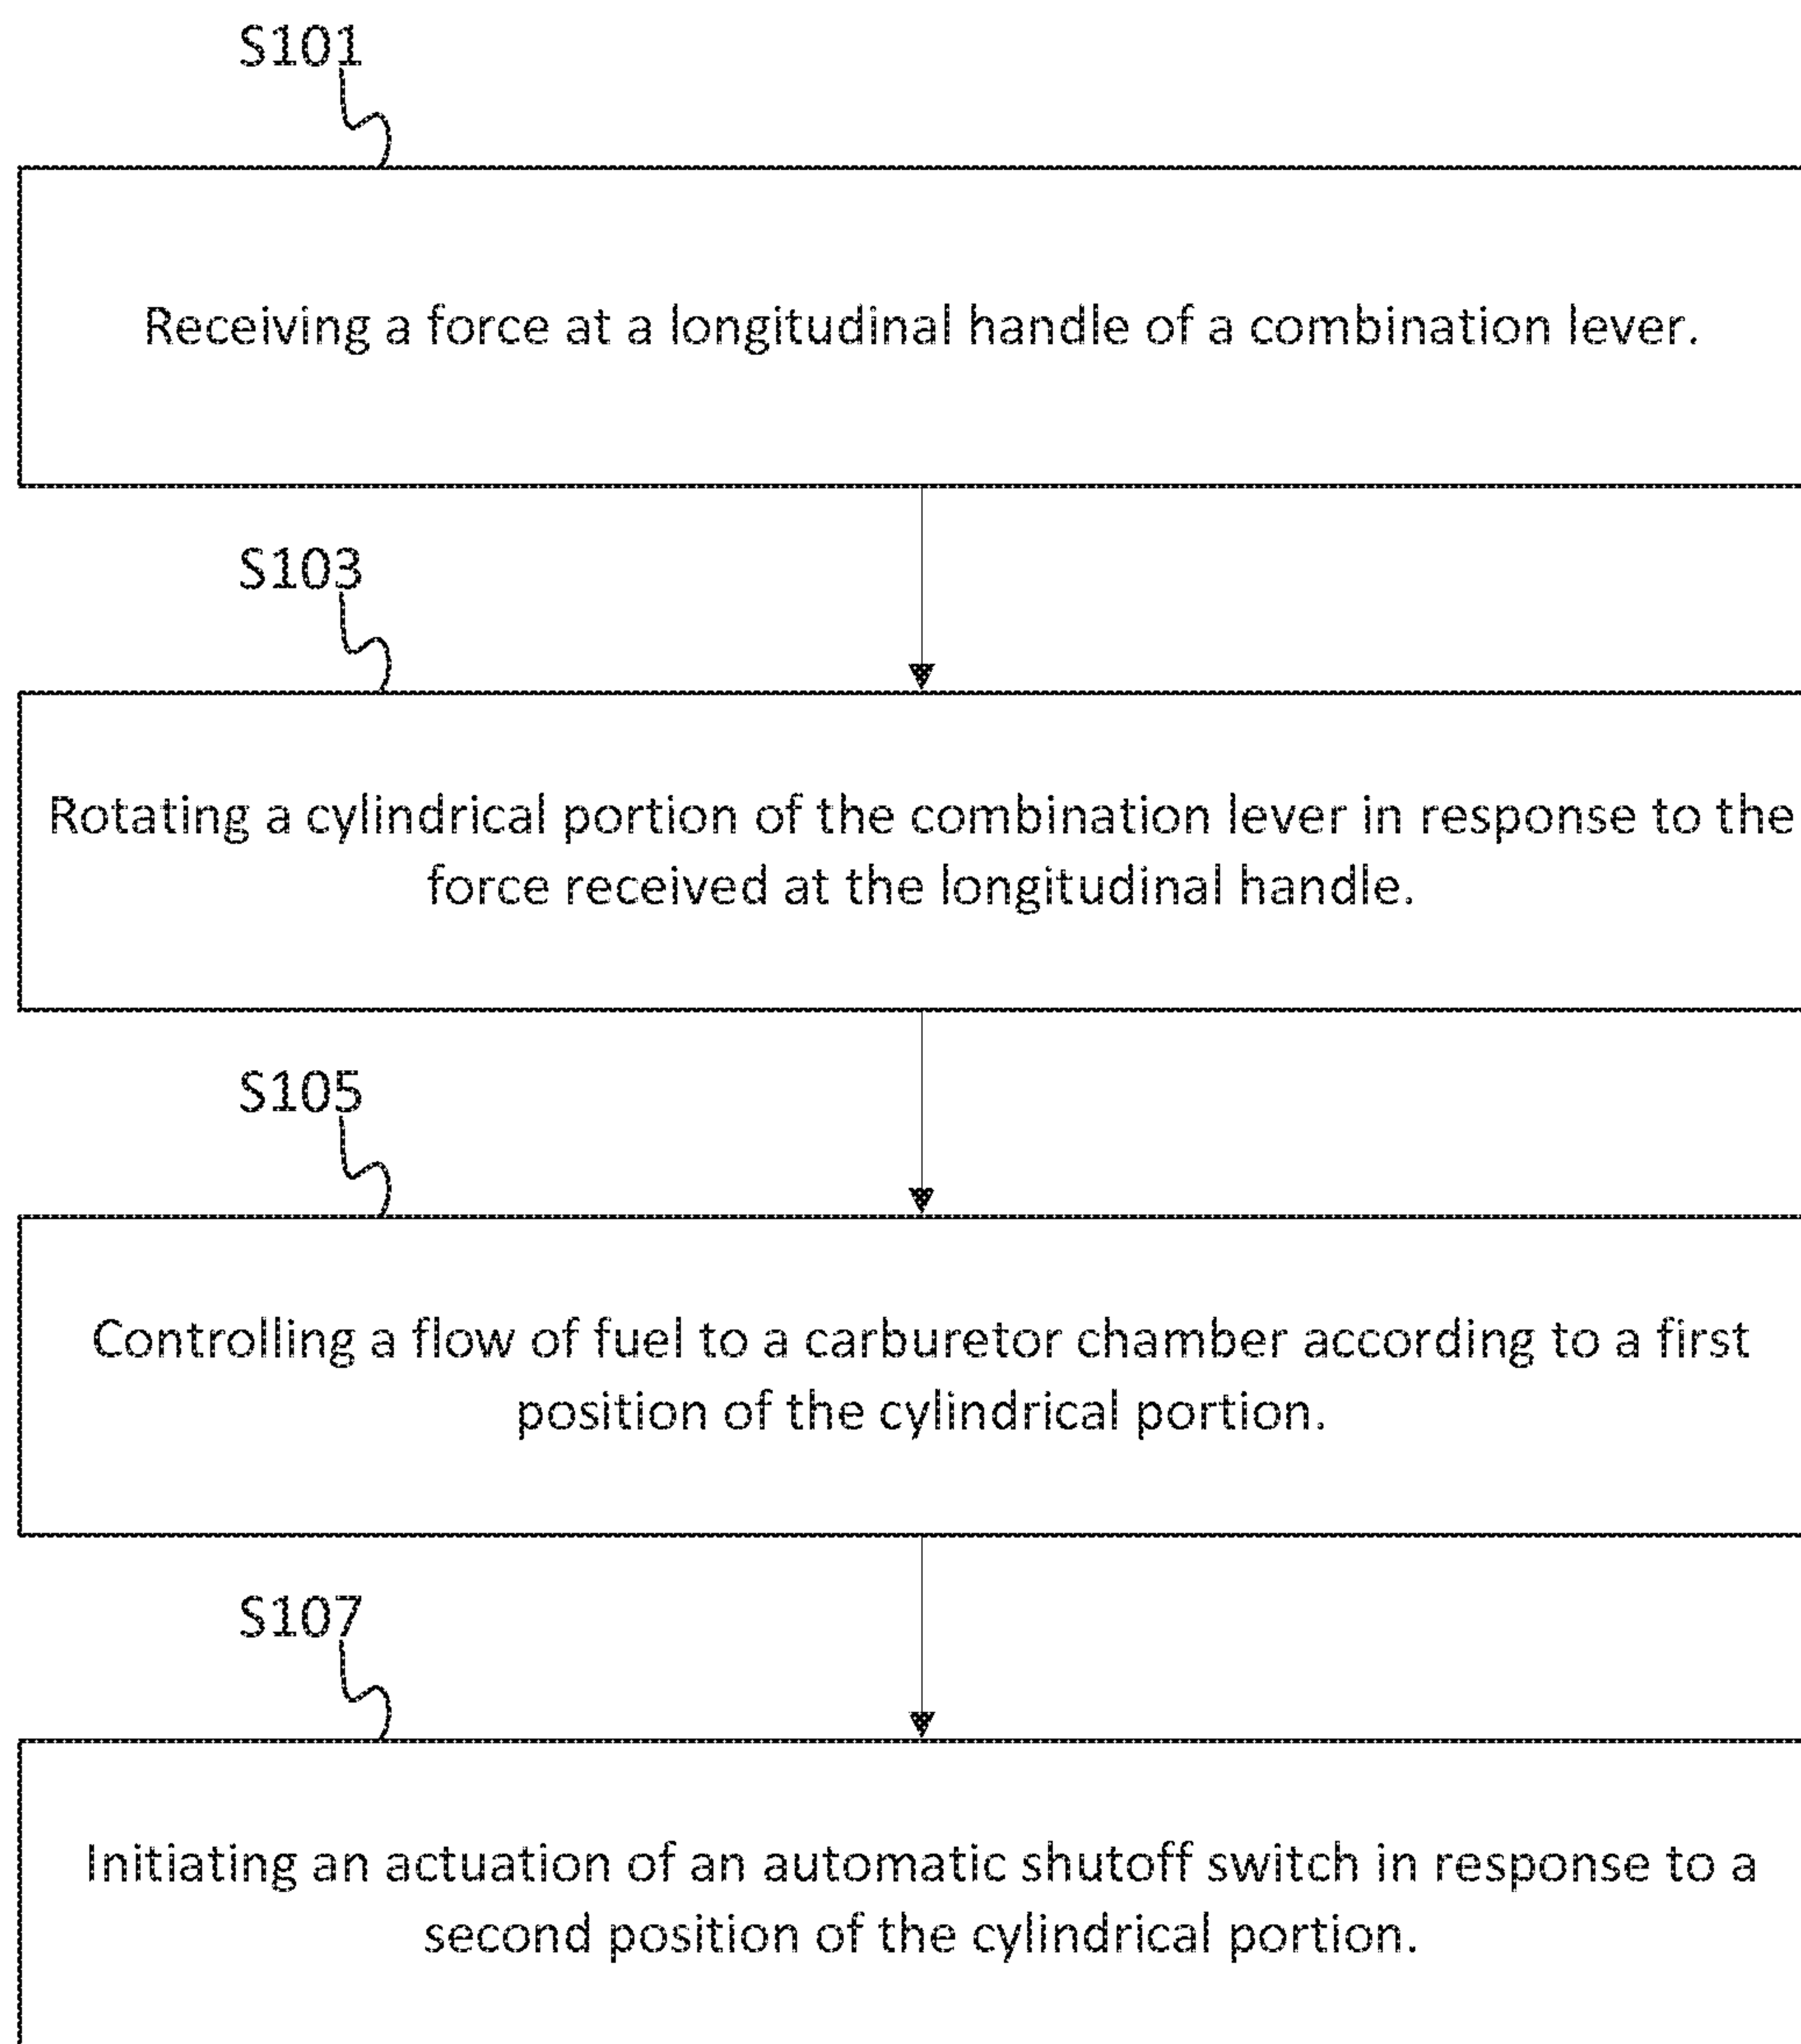 S101
Receiving a force at a longitudinal handle of a combination lever.
S103
Rotating a cylindrical portion of the combination lever in response to the
force received at the longitudinal handle.
S105
Controlling a flow of fuel to a carburetor chamber according to a first
position of the cylindrical portion.
S107
Initiating an actuation of an automatic shutoff switch in response to a
second position of the cylindrical portion.